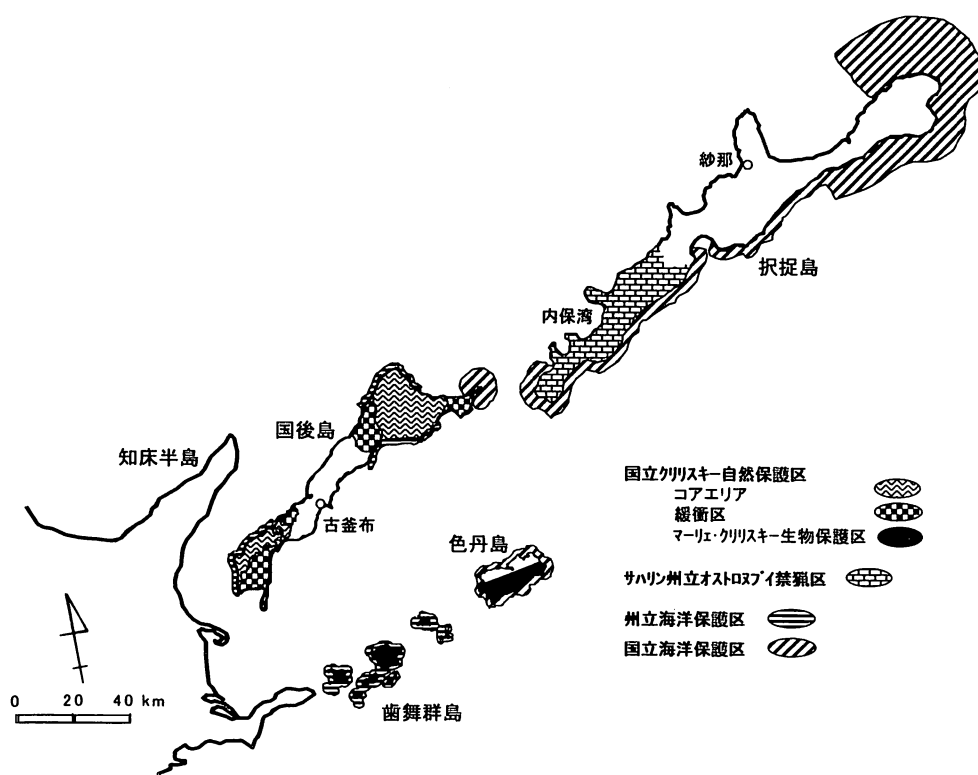 紗那
択捉島
内保湾
国後島
知床半島
古釜布
色丹島
歯舞群島
0 20 40 km
国立クリリスキー自然保護区
コアエリア
緩衝区
マーリェ・クリリスキー生物保護区
サハリン州立オストロヌブイ禁猟区
州立海洋保護区
国立海洋保護区